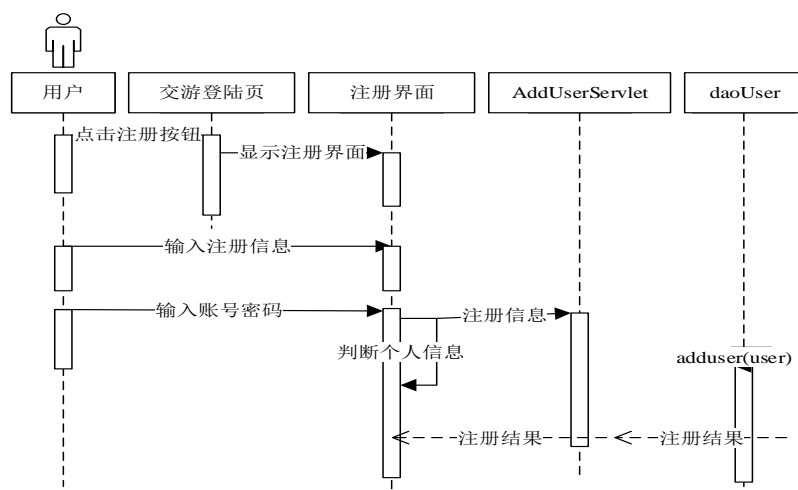 用户
交游登陆页
注册界面
AddUserServlet
daoUser
点击注册按钮
显示注册界面
输入注册信息
输入账号密码
注册信息
判断个人信息
adduser(user)
注册结果
注册结果